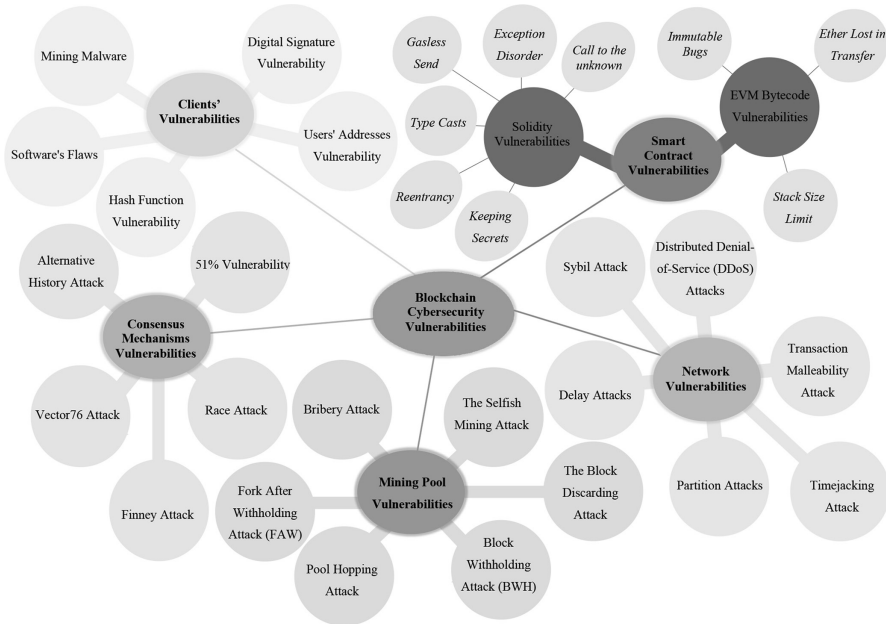 Mining Malware
Digital Signature
Vulnerability
Clients'
Vulnerabilities
Software's Flaws
Users' Addresses
Vulnerability
Hash Function
Vulnerability
Gasless
Send
Exception
Disorder
Call to the
unknown
Type Casts
Solidity
Vulnerabilities
Reentrancy
Keeping
Secrets
Smart
Contract
Vulnerabilities
Immutable
Bugs
Ether Lost in
Transfer
EVM Bytecode
Vulnerabilities
Stack Size
Limit
Blockchain
Cybersecurity
Vulnerabilities
Alternative
History Attack
51% Vulnerability
Consensus
Mechanisms
Vulnerabilities
Vector76 Attack
Race Attack
Finney Attack
Sybil Attack
Distributed Denial-
of-Service (DDoS)
Attacks
Network
Vulnerabilities
Transaction
Malleability
Attack
Delay Attacks
Partition Attacks
Timejacking
Attack
Bribery Attack
The Selfish
Mining Attack
Mining Pool
Vulnerabilities
Fork After
Withholding
Attack (FAW)
The Block
Discarding
Attack
Pool Hopping
Attack
Block
Withholding
Attack (BWH)